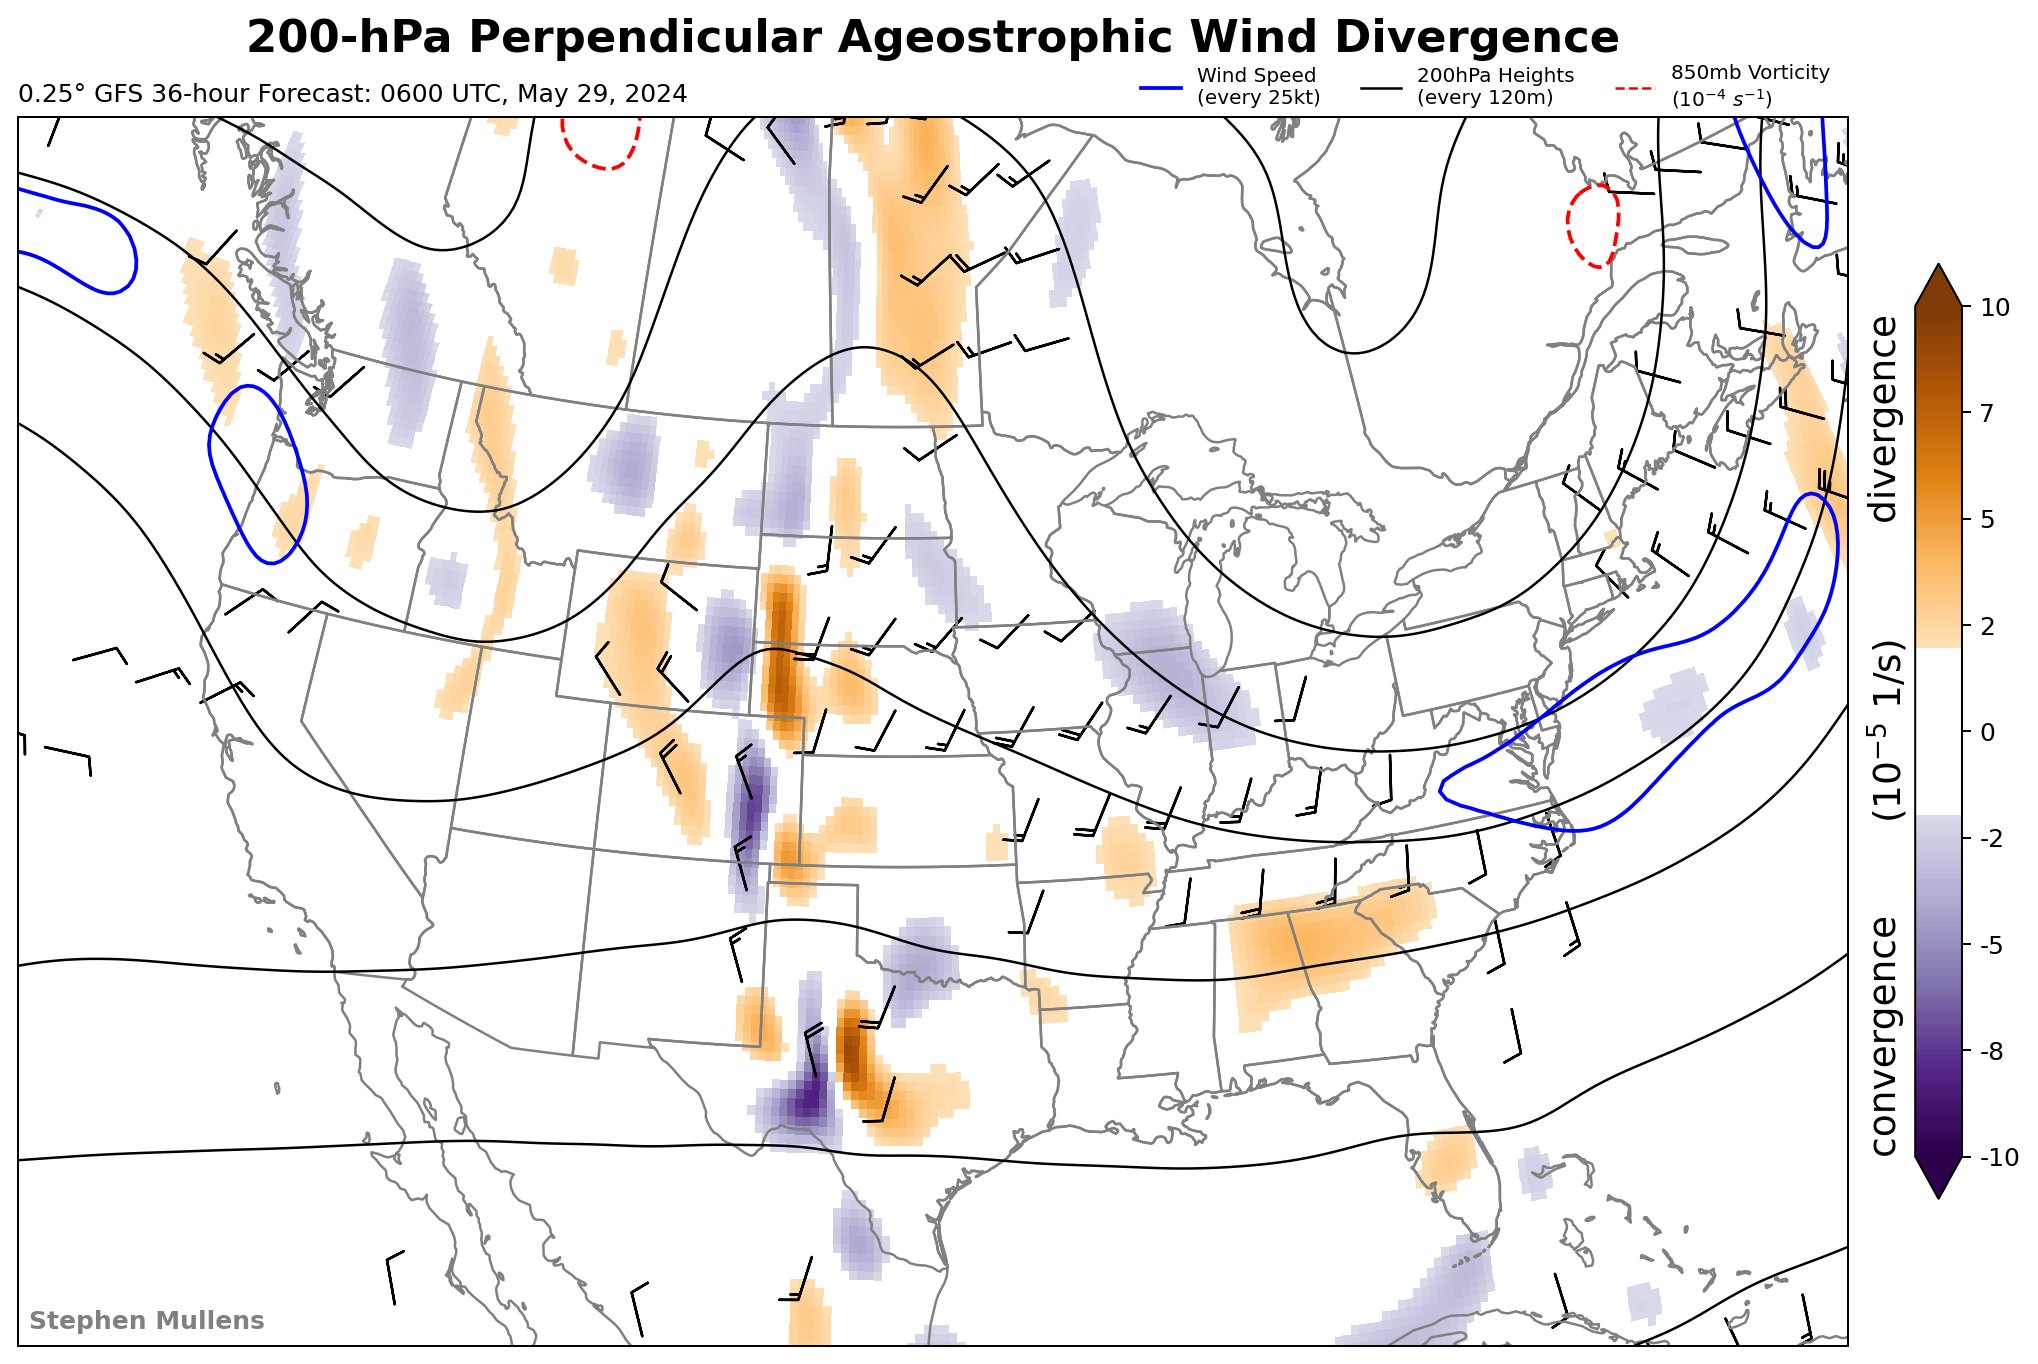 200-hPa Perpendicular Ageostrophic Wind Divergence
0.25° GFS 36-hour Forecast: 0600 UTC, May 29, 2024
Wind Speed
(every 25kt)
200hPa Heights
(every 120m)
850mb Vorticity
(10⁻⁴ s⁻¹)
10
7
5
2
0
-2
-5
-8
-10
convergence (10⁻⁵ 1/s) divergence
Stephen Mullens